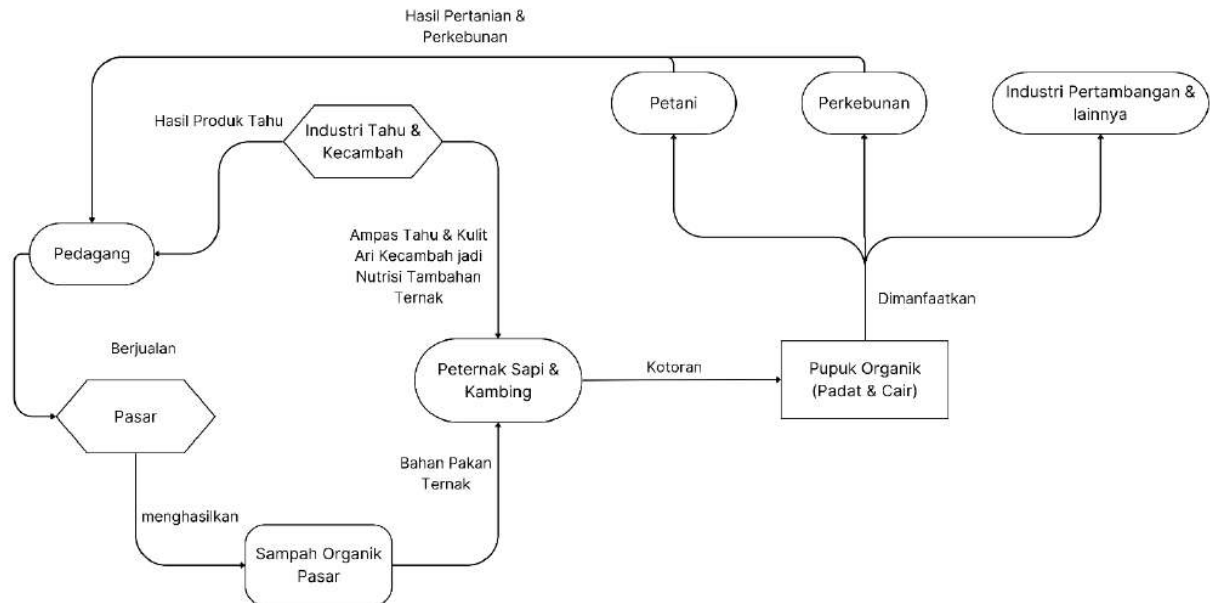 Hasil Pertanian &
Perkebunan
Petani
Perkebunan
Industri Pertambangan &
lainnya
Hasil Produk Tahu
Industri Tahu &
Kecambah
Pedagang
Ampas Tahu & Kulit
Ari Kecambah jadi
Nutrisi Tambahan
Ternak
Dimanfaatkan
Berjualan
Peternak Sapi &
Kambing
Kotoran
Pupuk Organik
(Padat & Cair)
Pasar
Bahan Pakan
Ternak
menghasilkan
Sampah Organik
Pasar